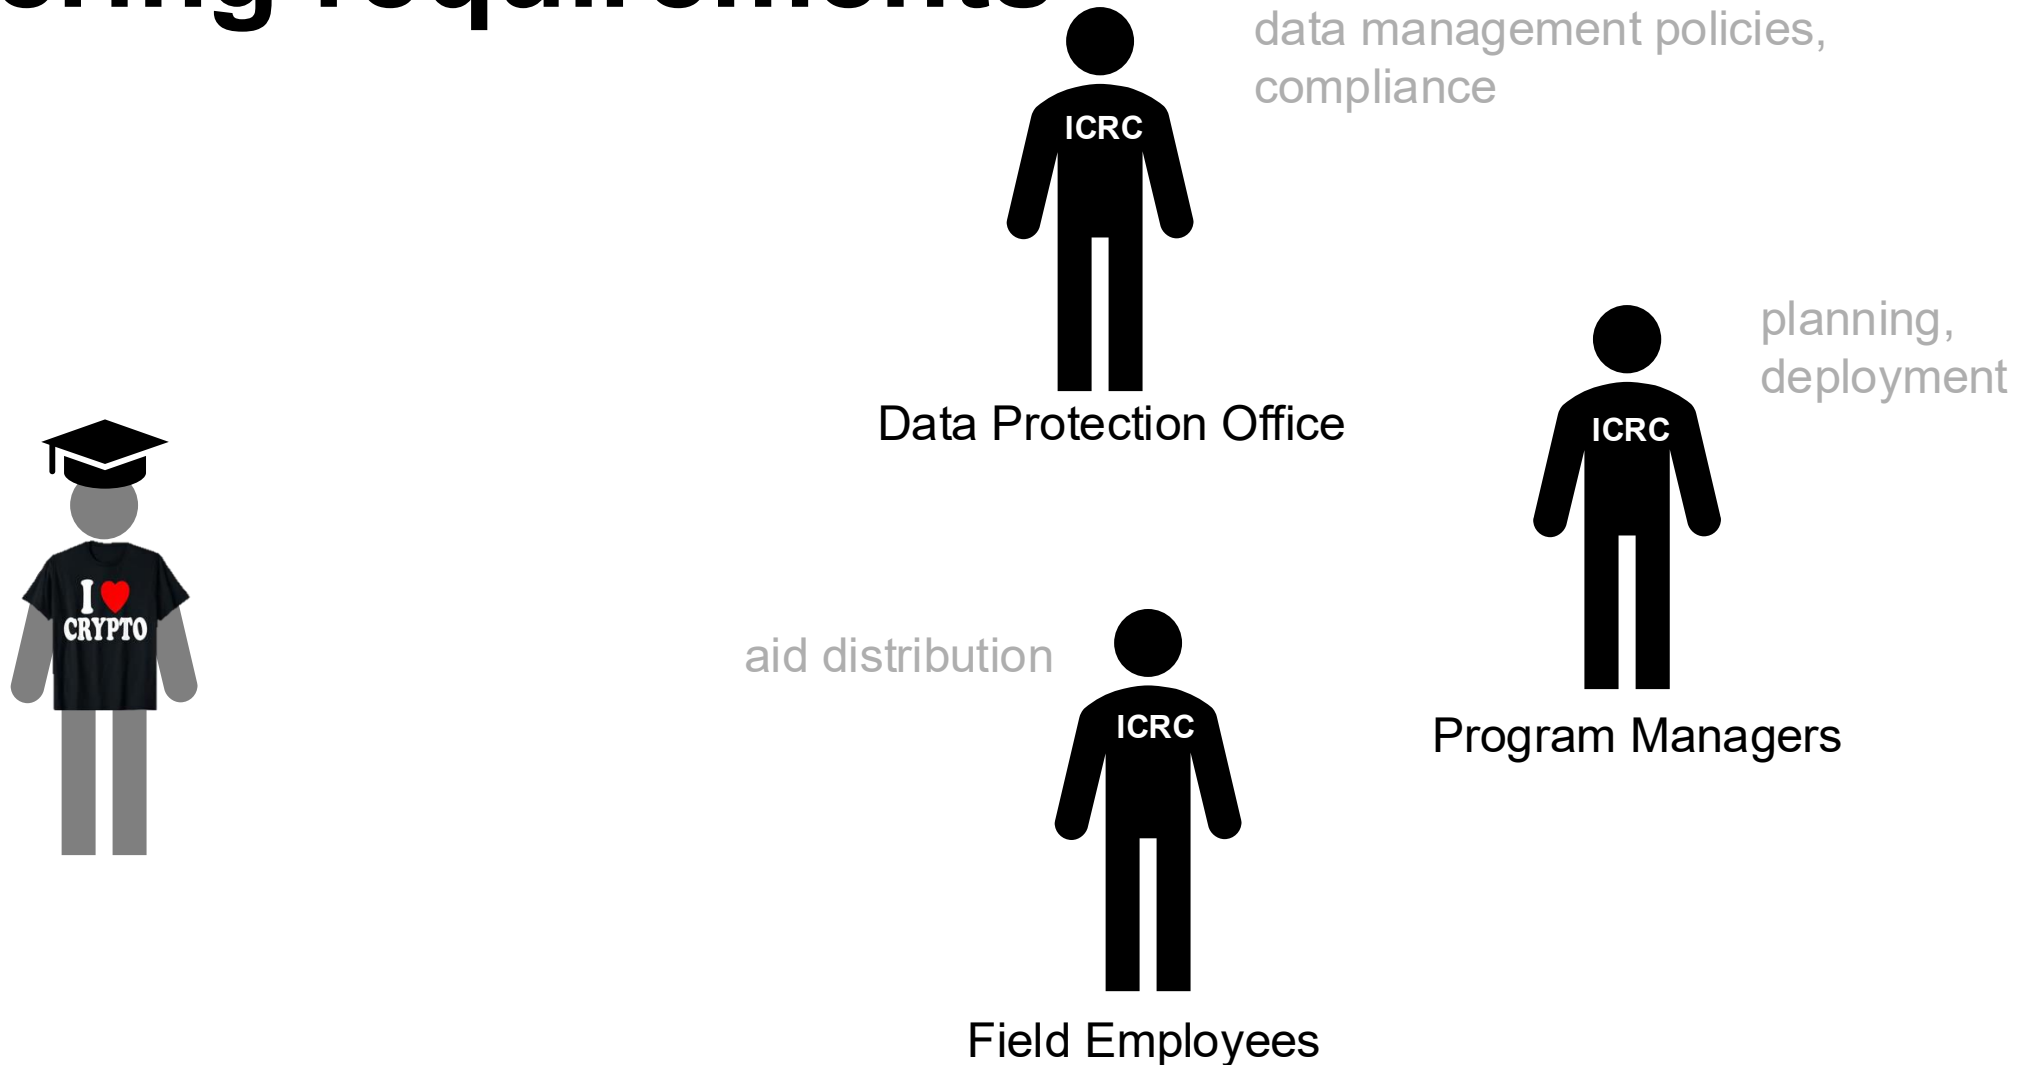 requirements
data management policies,
compliance
ICRC
Data Protection Office
planning,
deployment
ICRC
Program Managers
I ❤
CRYPTO
aid distribution
ICRC
Field Employees